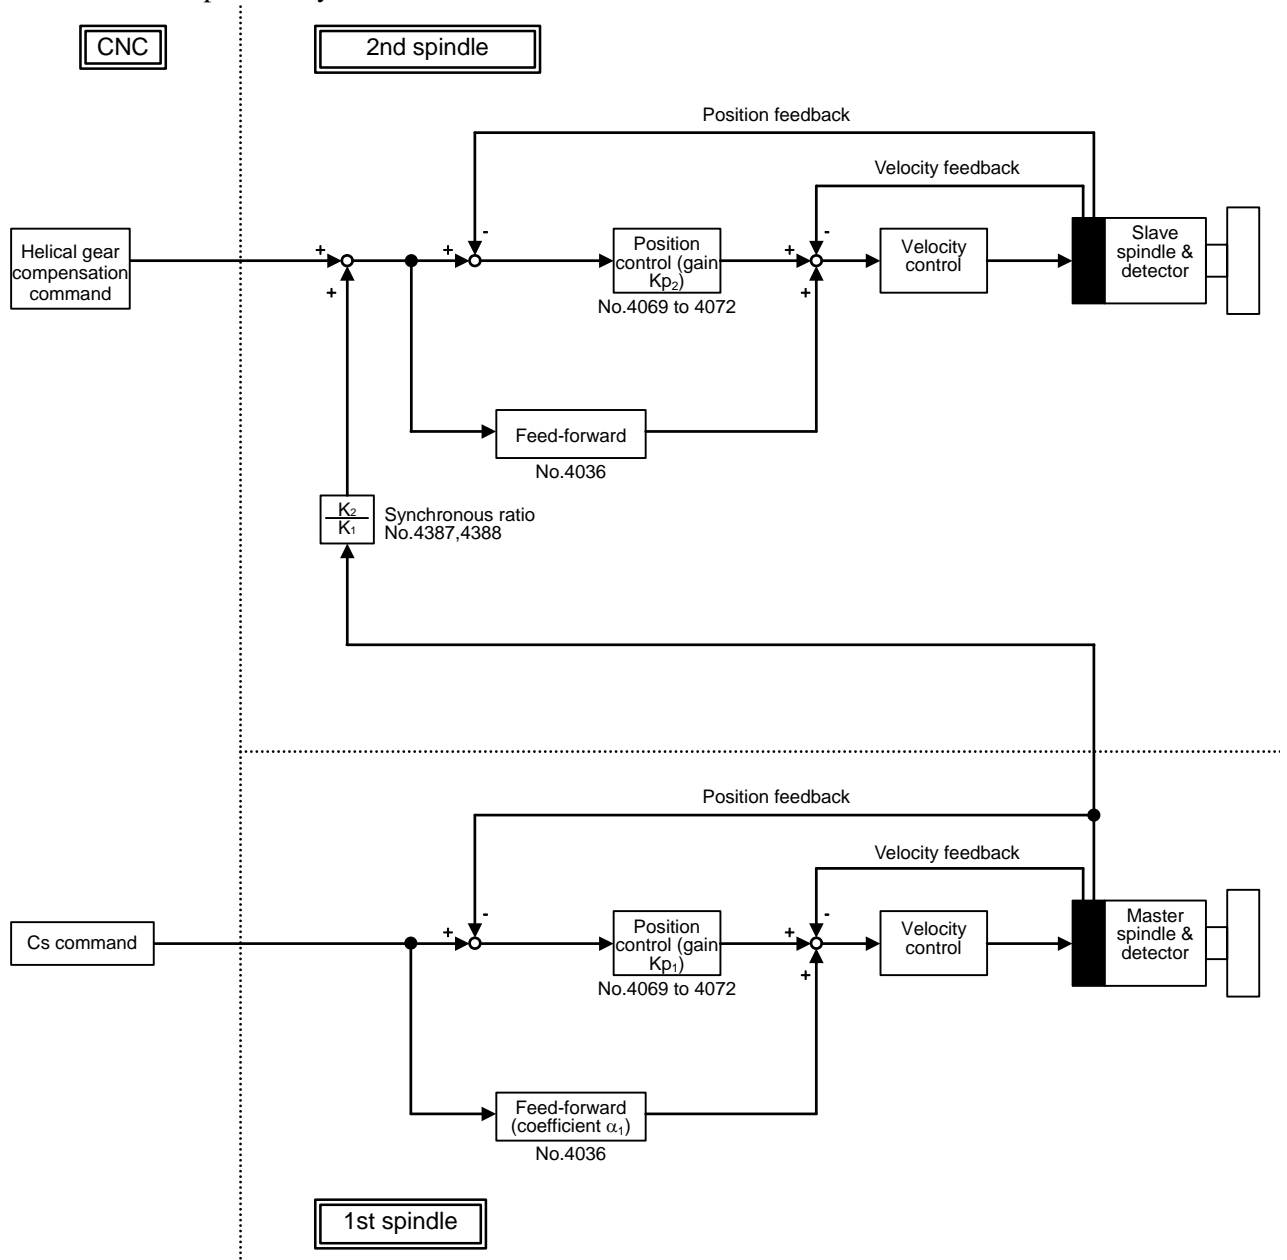 CNC
2nd spindle
Position feedback
Velocity feedback
Helical gear
compensation
command
+
+
+
-
Position
control (gain
Kp₂)
No.4069 to 4072
+
-
+
Velocity
control
Slave
spindle &
detector
Feed-forward
No.4036
K₂
K₁
Synchronous ratio
No.4387,4388
Position feedback
Velocity feedback
Cs command
+
-
Position
control (gain
Kp₁)
No.4069 to 4072
+
-
+
Velocity
control
Master
spindle &
detector
Feed-forward
(coefficient α₁)
No.4036
1st spindle